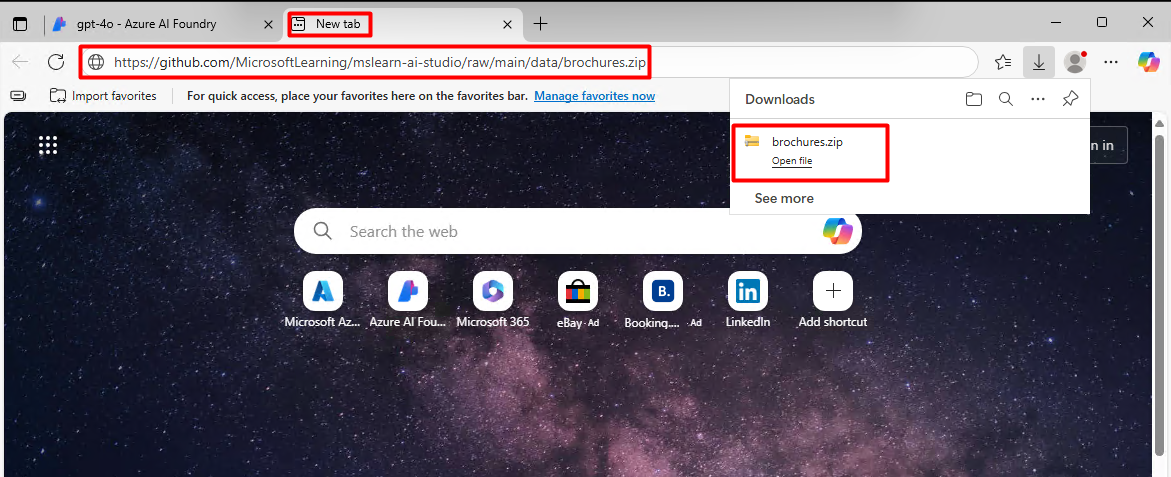 gpt-4o - Azure AI Foundry
New tab
https://github.com/MicrosoftLearning/mslearn-ai-studio/raw/main/data/brochures.zip
Import favorites
For quick access, place your favorites here on the favorites bar. Manage favorites now
Downloads
brochures.zip
Open file
See more
n in
Search the web
Microsoft Az...
Azure AI Fou...
Microsoft 365
eBay · Ad
Booking.... · Ad
LinkedIn
Add shortcut
B.
in